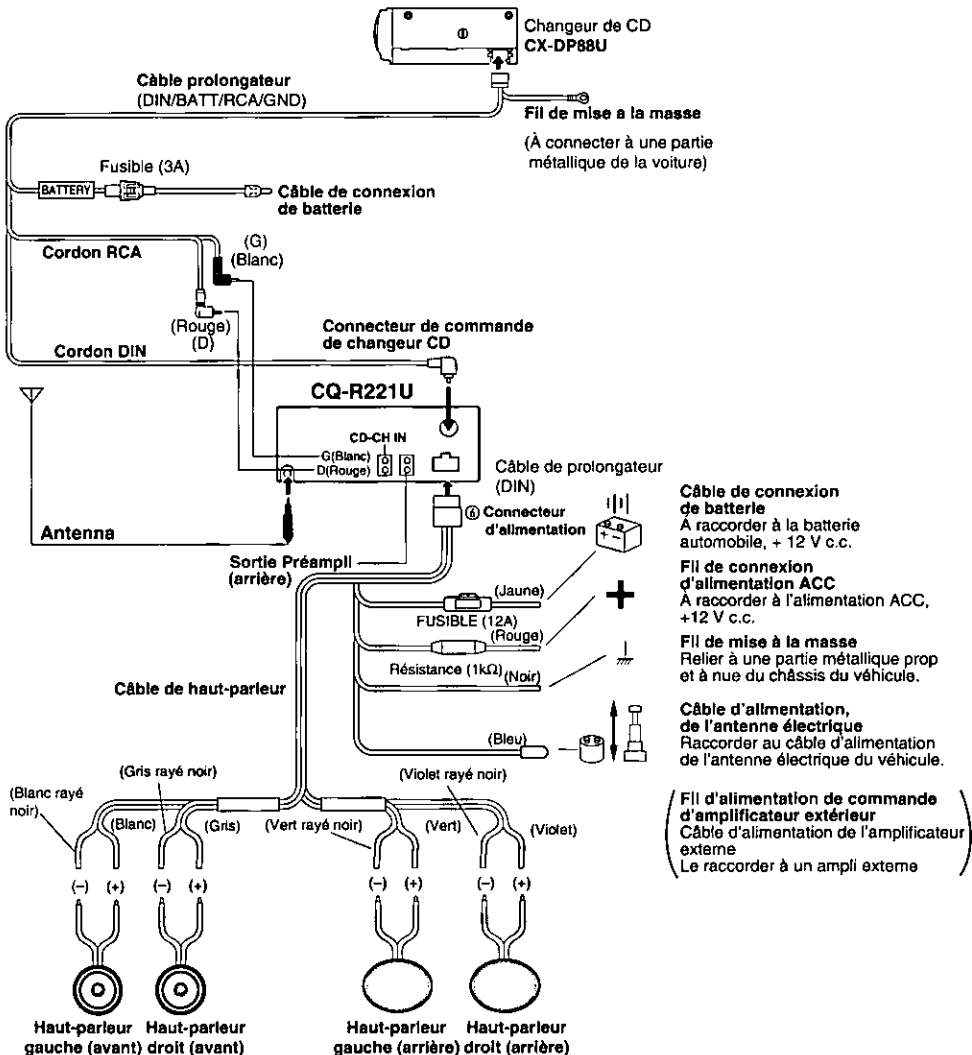 Changeur de CD
CX-DP88U
Càble prolongateur
(DIN/BATT/RCA/GND)
Fil de mise a la masse
(À connecter à une partie
métallique de la voiture)
Fusible (3A)
BATTERY
Câble de connexion
de batterie
(G)
(Blanc)
Cordon RCA
(Rouge)
(D)
Connecteur de commande
de changeur CD
Cordon DIN
CQ-R221U
CD-CH IN
G(Blanc)
D(Rouge)
Câble de prolongateur
(DIN)
⑥ Connecteur
d'alimentation
Antenna
Sortie Préampli
(arrière)
Câble de connexion
de batterie
À raccorder à la batterie
automobile, + 12 V c.c.
(Jaune)
FUSIBLE (12A)
Fil de connexion
d'alimentation ACC
À raccorder à l'alimentation ACC,
+12 V c.c.
(Rouge)
Résistance (1kΩ)
(Noir)
Fil de mise à la masse
Relier à une partie métallique prop
et à nue du châssis du véhicule.
Câble de haut-parleur
(Bleu)
Câble d'alimentation,
de l'antenne électrique
Raccorder au câble d'alimentation
de l'antenne électrique du véhicule.
Fil d'alimentation de commande
d'amplificateur extérieur
Câble d'alimentation de l'amplificateur
externe
Le raccorder à un ampli externe
(Gris rayé noir)
(Violet rayé noir)
(Blanc rayé
noir)
(Blanc)
(Gris)
(Vert rayé noir)
(Vert)
(Violet)
(–) (+) (–) (+) (–) (+) (–) (+)
Haut-parleur
gauche (avant)
Haut-parleur
droit (avant)
Haut-parleur
gauche (arrière)
Haut-parleur
droit (arrière)